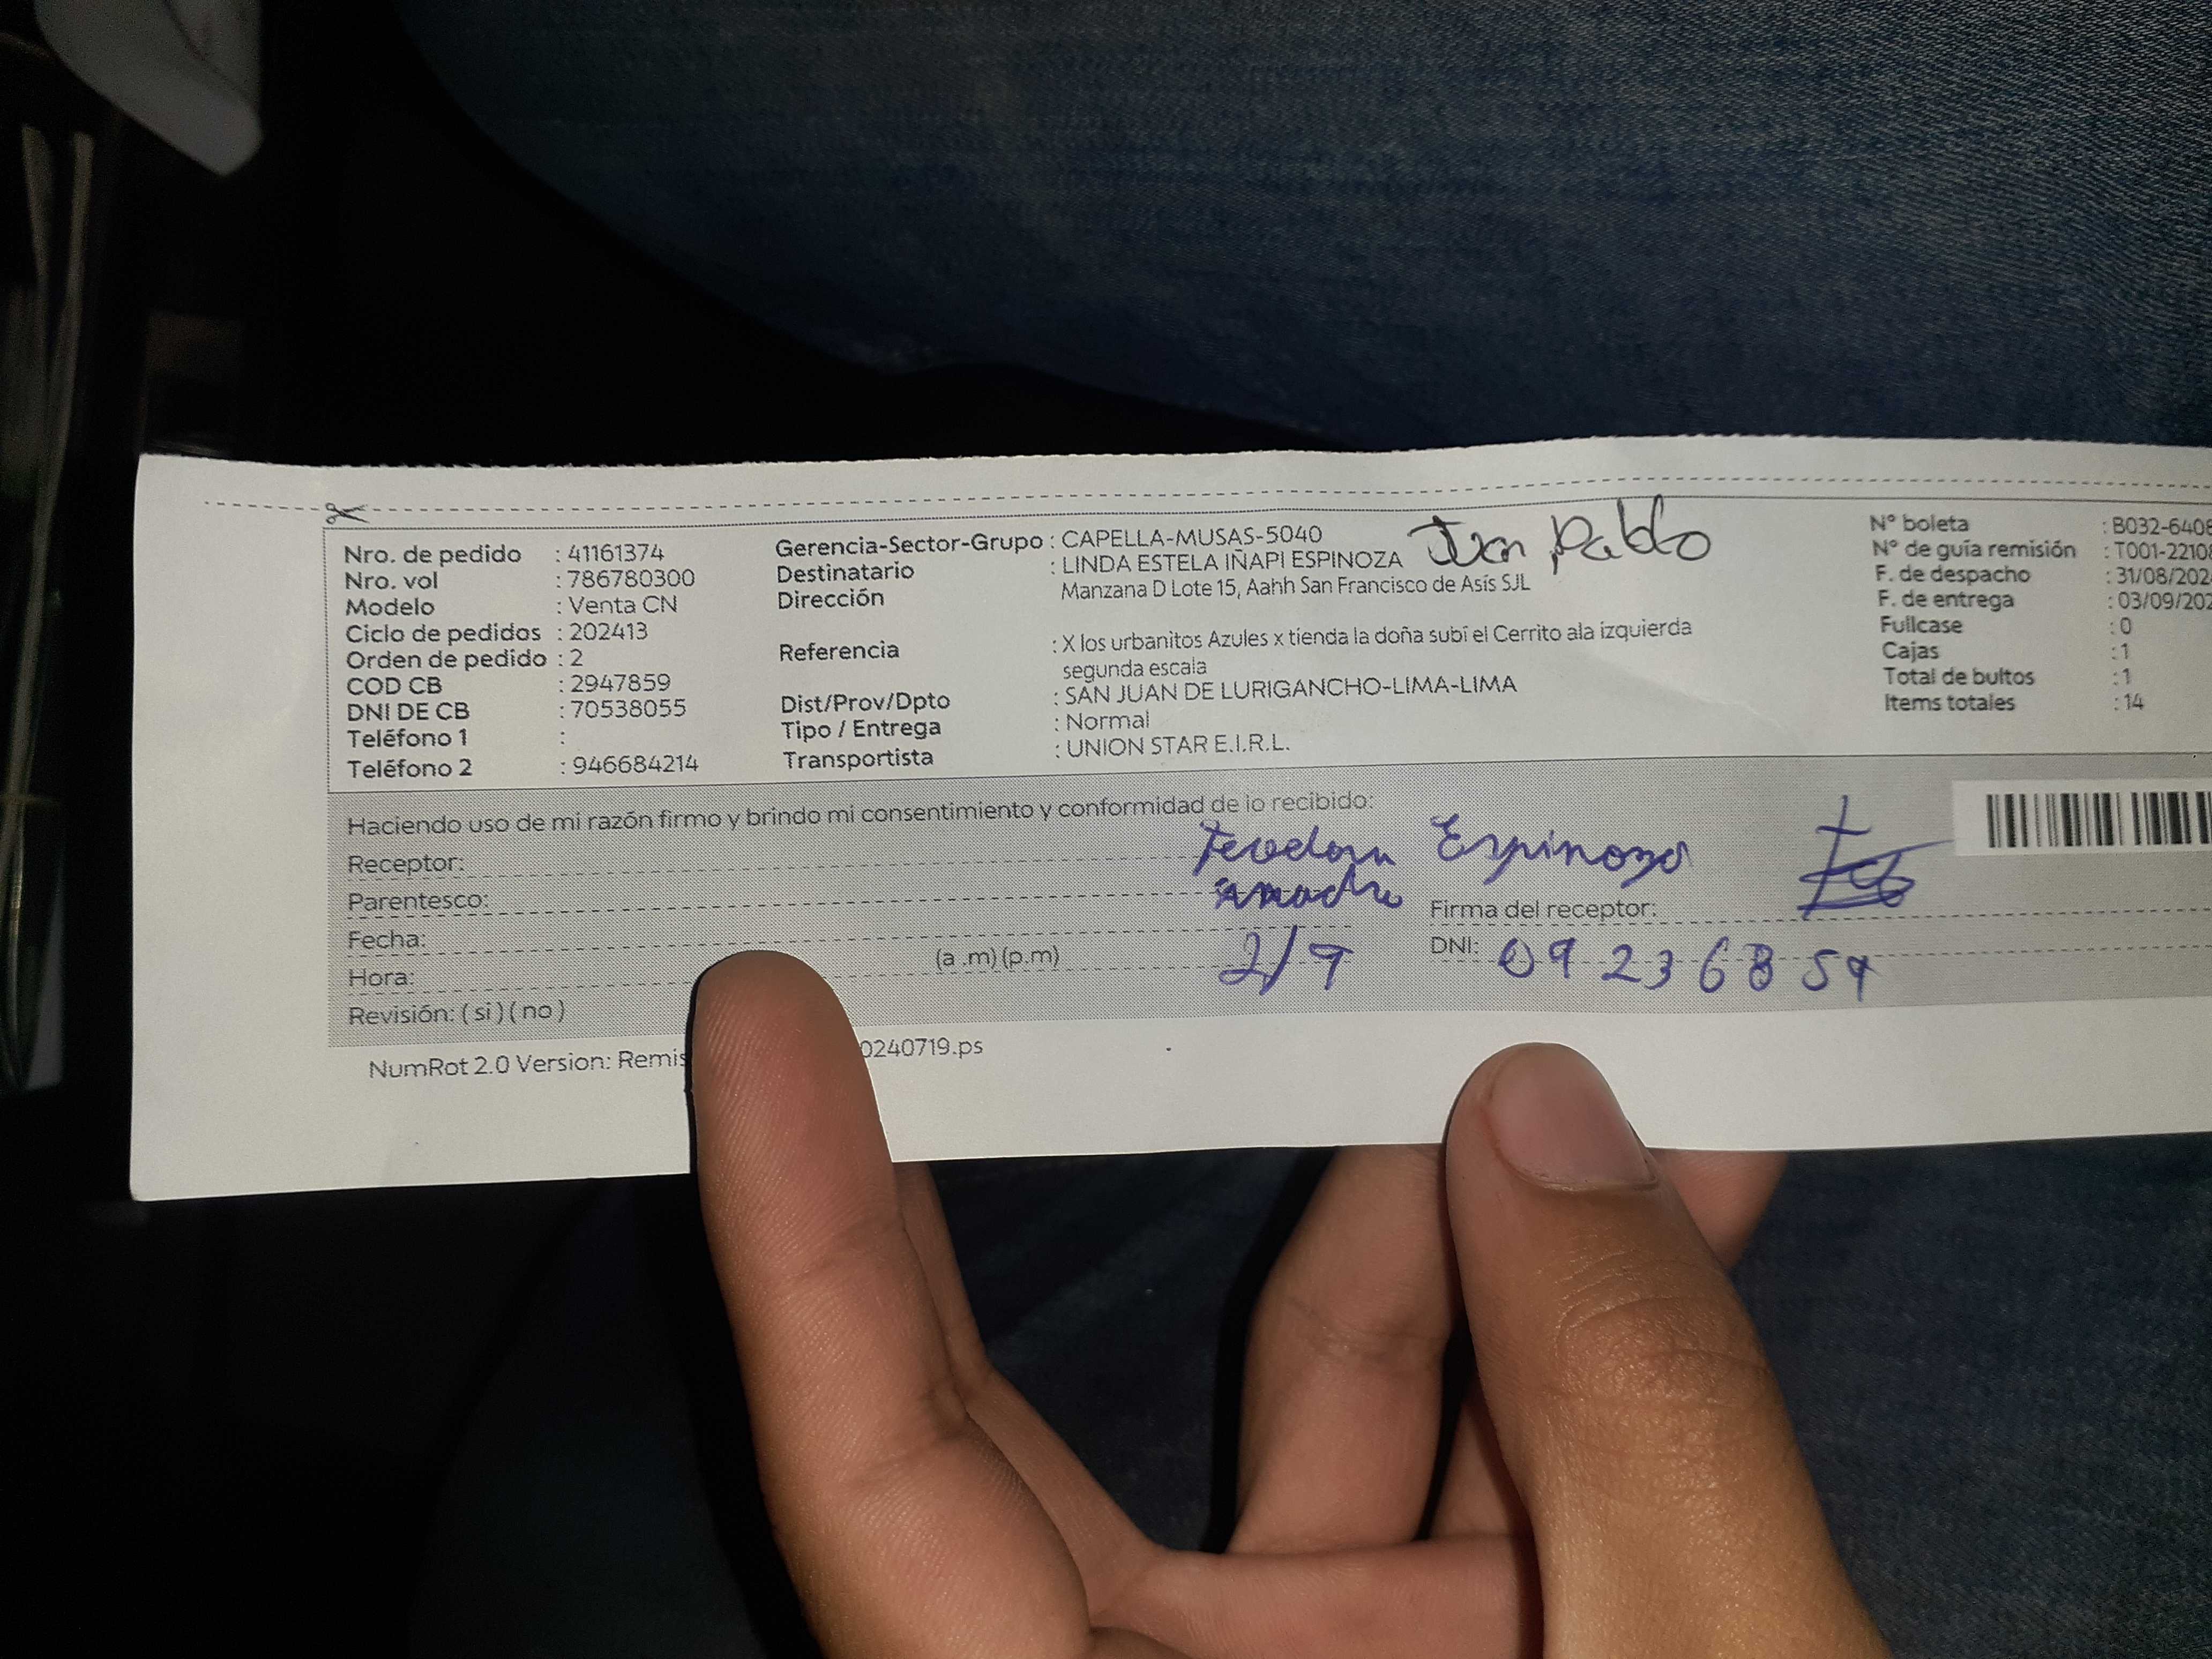 Nro. de pedido : 41161374
Nro. vol : 786780300
Modelo : Venta CN
Ciclo de pedidos : 202413
Orden de pedido : 2
COD CB : 2947859
DNI DE CB : 70538055
Teléfono 1 :
Teléfono 2 : 946684214
Gerencia-Sector-Grupo : CAPELLA-MUSAS-5040
Destinatario : LINDA ESTELA IÑAPI ESPINOZA
Juan Pablo
Dirección Manzana D Lote 15, Aahh San Francisco de Asís SJL
Referencia : X los urbanitos Azules x tienda la doña subí el Cerrito ala izquierda
segunda escala
Dist/Prov/Dpto : SAN JUAN DE LURIGANCHO-LIMA-LIMA
Tipo / Entrega : Normal
Transportista : UNION STAR E.I.R.L.
N° boleta : B032-6408
N° de guía remisión : T001-2210
F. de despacho : 31/08/202
F. de entrega : 03/09/202
Fullcase : 0
Cajas : 1
Total de bultos : 1
Items totales : 14
Haciendo uso de mi razón firmo y brindo mi consentimiento y conformidad de lo recibido:
Receptor: Teodora Espinoza
Parentesco: madre
Firma del receptor:
Fecha: 2/9
DNI: 09236859
Hora: (a .m) (p.m)
Revisión: ( si ) ( no )
NumRot 2.0 Version: Remis 0240719.ps